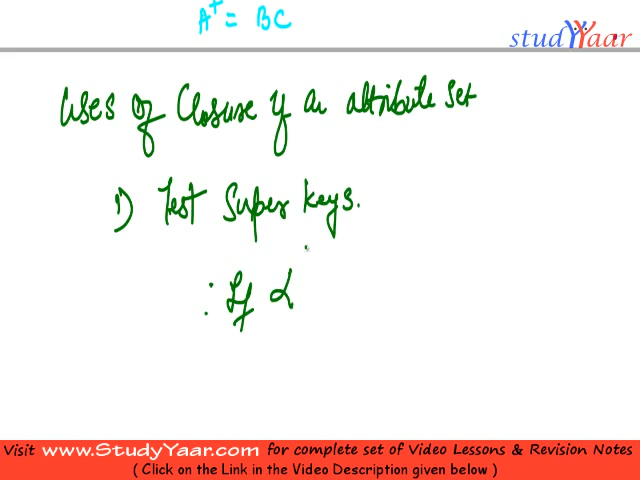 A+ = BC
studYYaar
Uses of Closure of an attribute set
1) Test Super keys.
: If α
Visit www.StudyYaar.com for complete set of Video Lessons & Revision Notes
( Click on the Link in the Video Description given below )